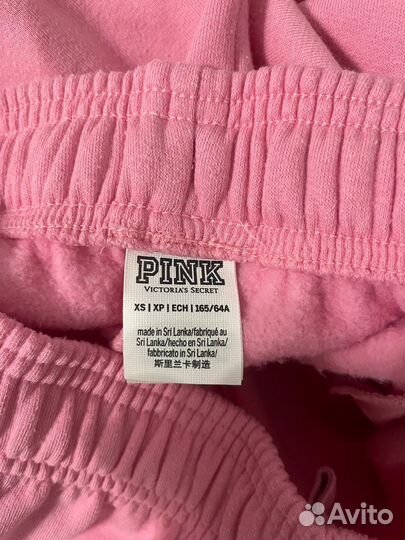 PINK
VICTORIA'S SECRET
XS | XP | ECH | 165/64A
made in Sri Lanka/fabriqué au
Sri Lanka/hecho en Sri Lanka/
fabbricato in Sri Lanka/
斯里兰卡制造
Avito